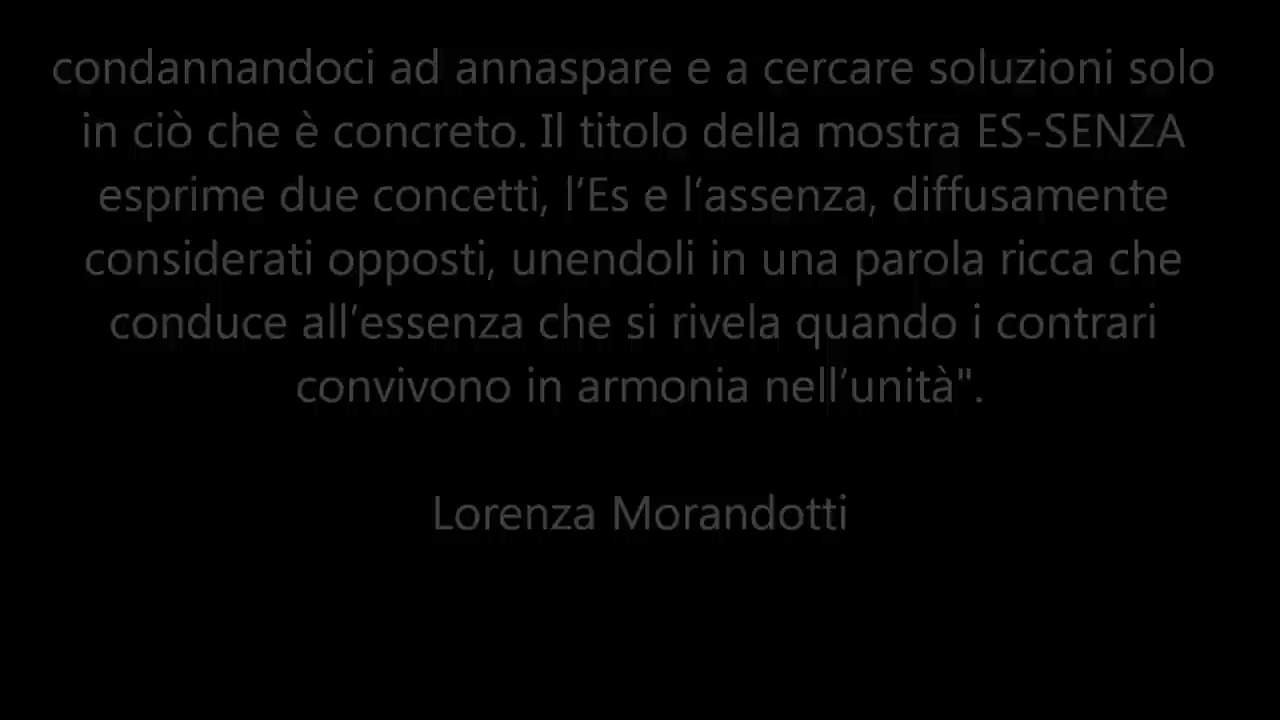 condannandoci ad annaspare e a cercare soluzioni solo
in ciò che è concreto. Il titolo della mostra ES-SENZA
esprime due concetti, l’Es e l’assenza, diffusamente
considerati opposti, unendoli in una parola ricca che
conduce all’essenza che si rivela quando i contrari
convivono in armonia nell’unità".
Lorenza Morandotti